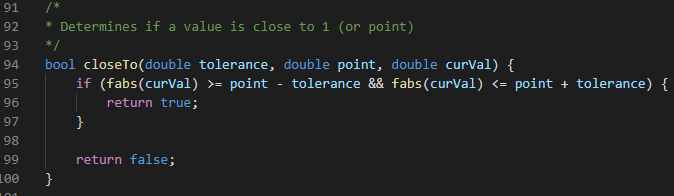 91 /*
92 * Determines if a value is close to 1 (or point)
93 */
94 bool closeTo(double tolerance, double point, double curVal) {
95 if (fabs(curVal) >= point - tolerance && fabs(curVal) <= point + tolerance) {
96 return true;
97 }
98
99 return false;
100 }